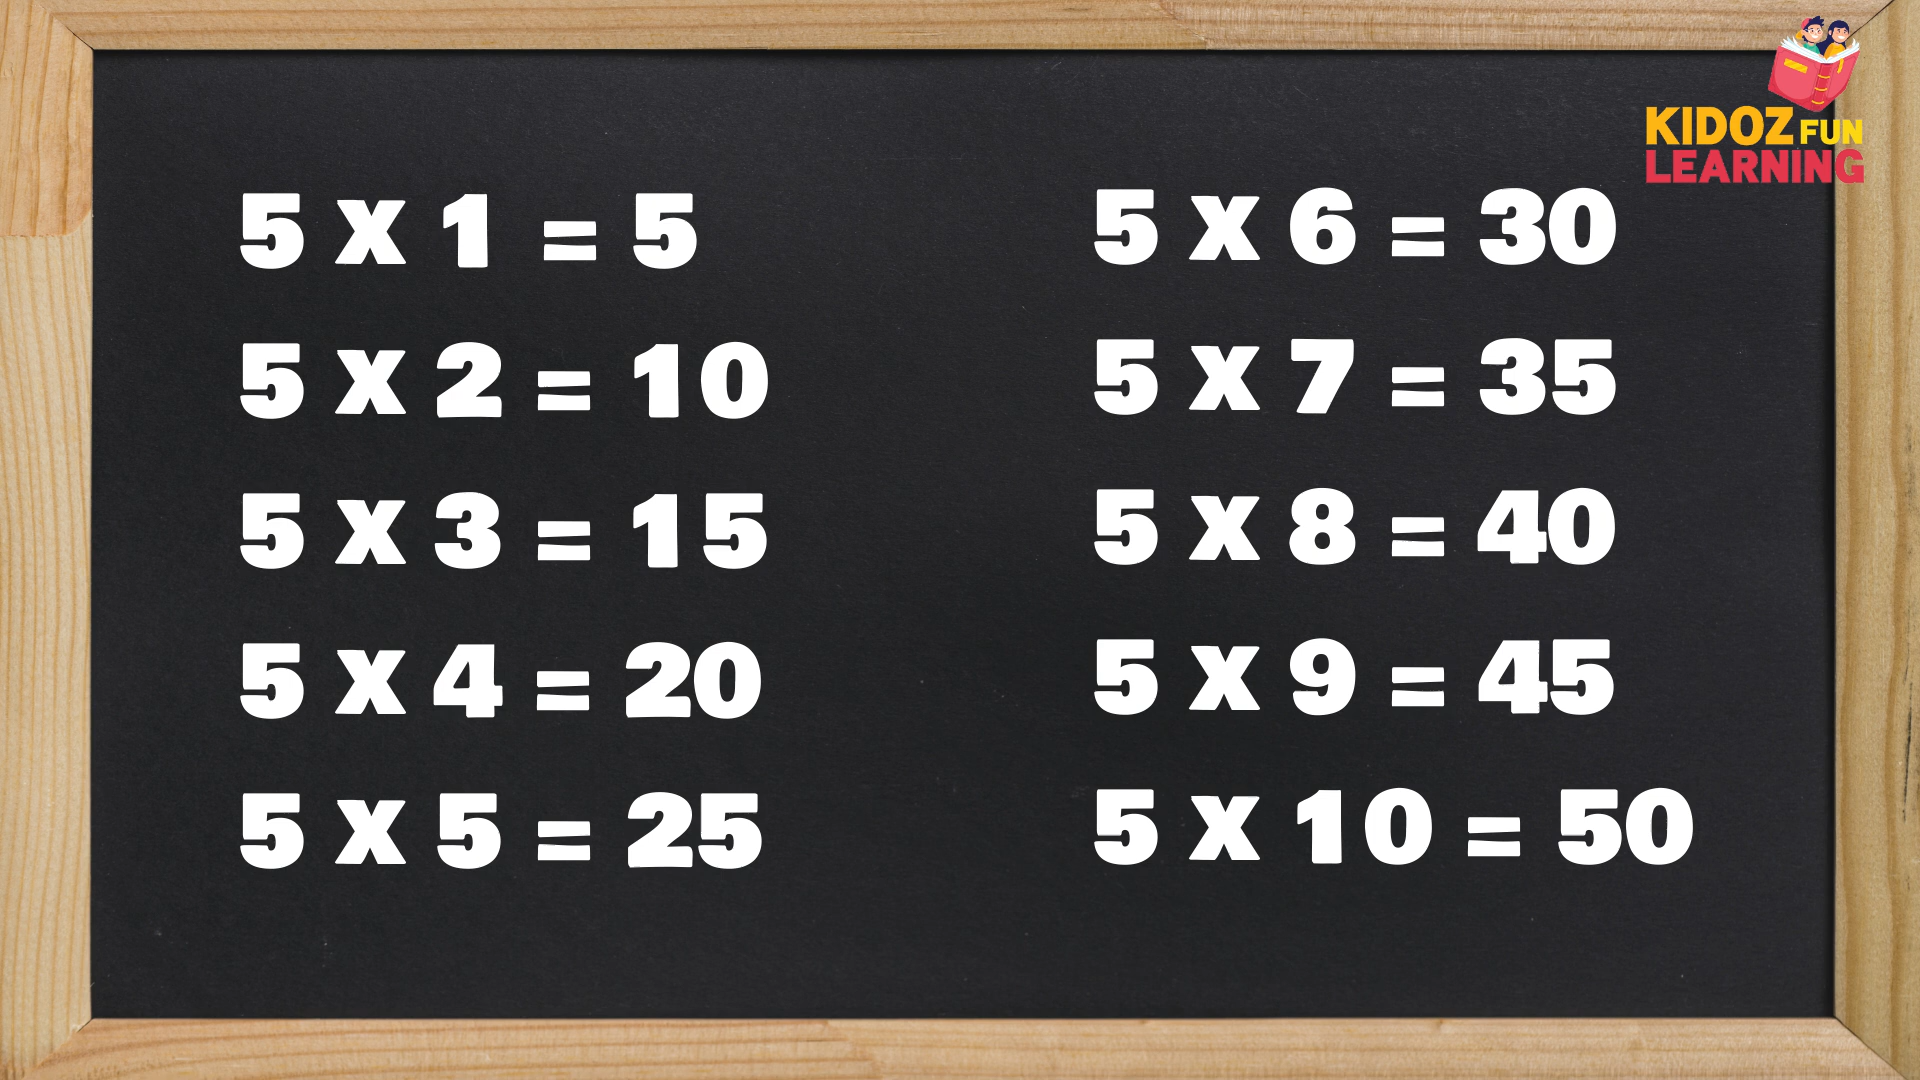 KIDOZ FUN
LEARNING
5 X 1 = 5
5 X 2 = 10
5 X 3 = 15
5 X 4 = 20
5 X 5 = 25
5 X 6 = 30
5 X 7 = 35
5 X 8 = 40
5 X 9 = 45
5 X 10 = 50